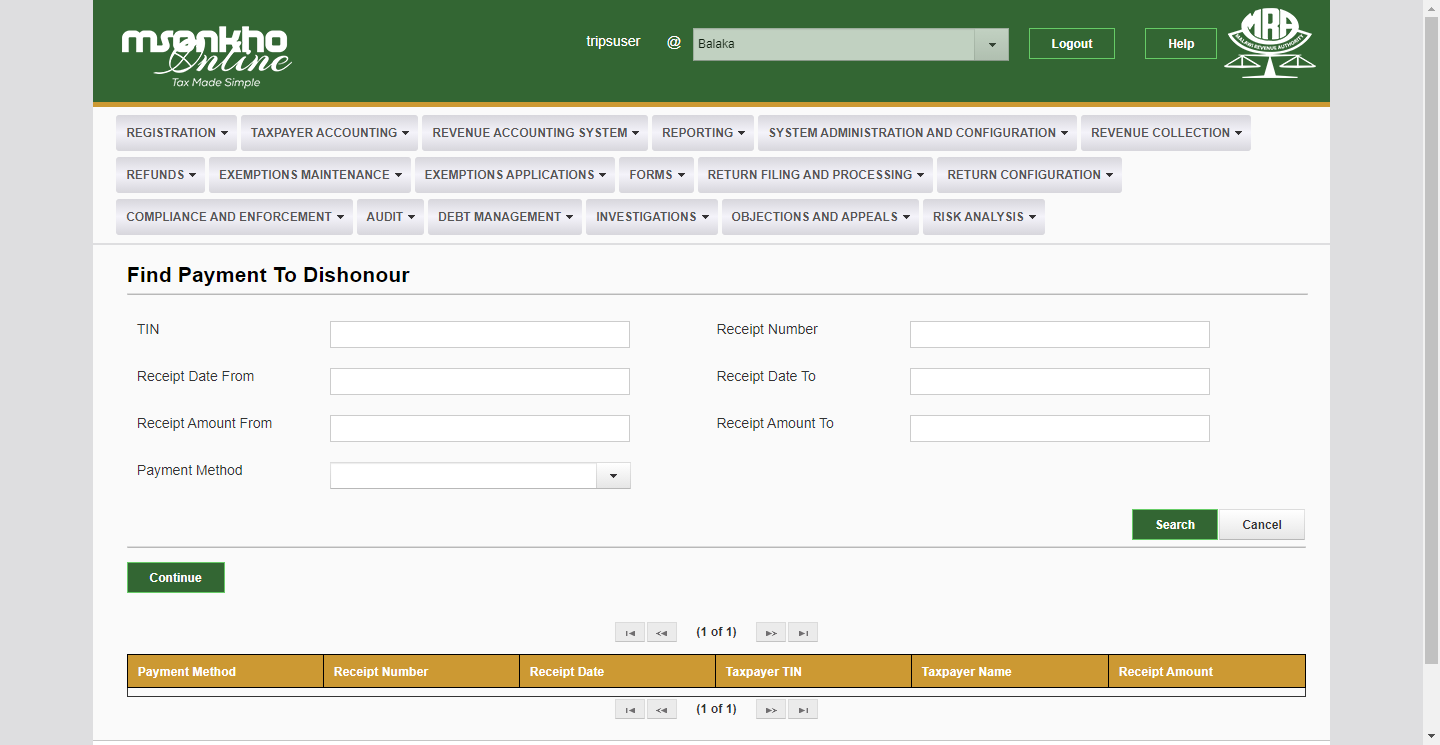 msonkho
Online
Tax Made Simple
tripsuser @ Balaka Logout Help
MRA
MALAWI REVENUE AUTHORITY
REGISTRATION TAXPAYER ACCOUNTING REVENUE ACCOUNTING SYSTEM REPORTING SYSTEM ADMINISTRATION AND CONFIGURATION REVENUE COLLECTION
REFUNDS EXEMPTIONS MAINTENANCE EXEMPTIONS APPLICATIONS FORMS RETURN FILING AND PROCESSING RETURN CONFIGURATION
COMPLIANCE AND ENFORCEMENT AUDIT DEBT MANAGEMENT INVESTIGATIONS OBJECTIONS AND APPEALS RISK ANALYSIS
Find Payment To Dishonour
TIN Receipt Number
Receipt Date From Receipt Date To
Receipt Amount From Receipt Amount To
Payment Method
Search Cancel
Continue
(1 of 1)
Payment Method Receipt Number Receipt Date Taxpayer TIN Taxpayer Name Receipt Amount
(1 of 1)